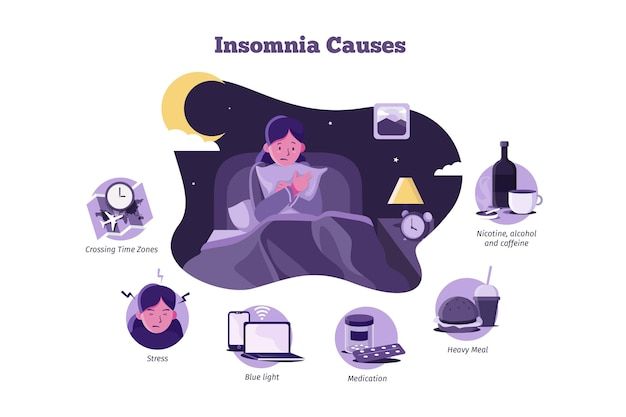 Insomnia Causes
Crossing Time Zones
Nicotine, alcohol
and caffeine
Stress
Blue light
Medication
Heavy Meal